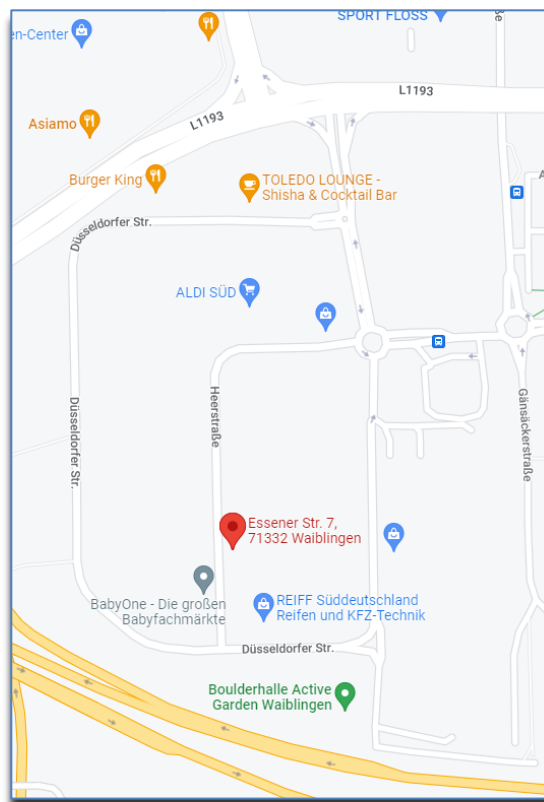 SPORT FLOSS
en-Center
L1193
L1193
Asiamo
Burger King
TOLEDO LOUNGE -
Shisha & Cocktail Bar
A
Düsseldorfer Str.
ALDI SÜD
Düsseldorfer Str.
Heerstraße
Gänsäckerstraße
Essener Str. 7,
71332 Waiblingen
BabyOne - Die großen
Babyfachmärkte
REIFF Süddeutschland
Reifen und KFZ-Technik
Düsseldorfer Str.
Boulderhalle Active
Garden Waiblingen